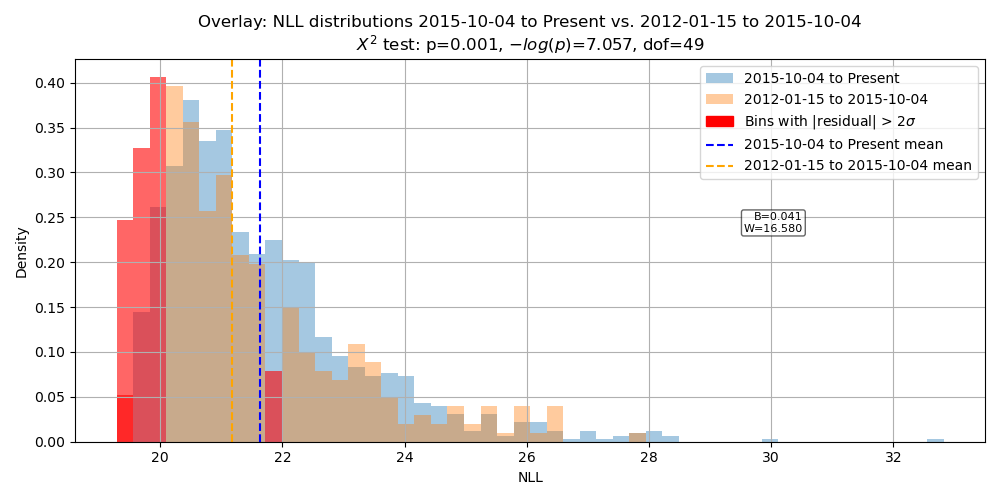 Overlay: NLL distributions 2015-10-04 to Present vs. 2012-01-15 to 2015-10-04
X² test: p=0.001, −log(p)=7.057, dof=49
2015-10-04 to Present
2012-01-15 to 2015-10-04
Bins with |residual| > 2σ
2015-10-04 to Present mean
2012-01-15 to 2015-10-04 mean
B=0.041
W=16.580
Density
0.40
0.35
0.30
0.25
0.20
0.15
0.10
0.05
0.00
20 22 24 26 28 30 32
NLL